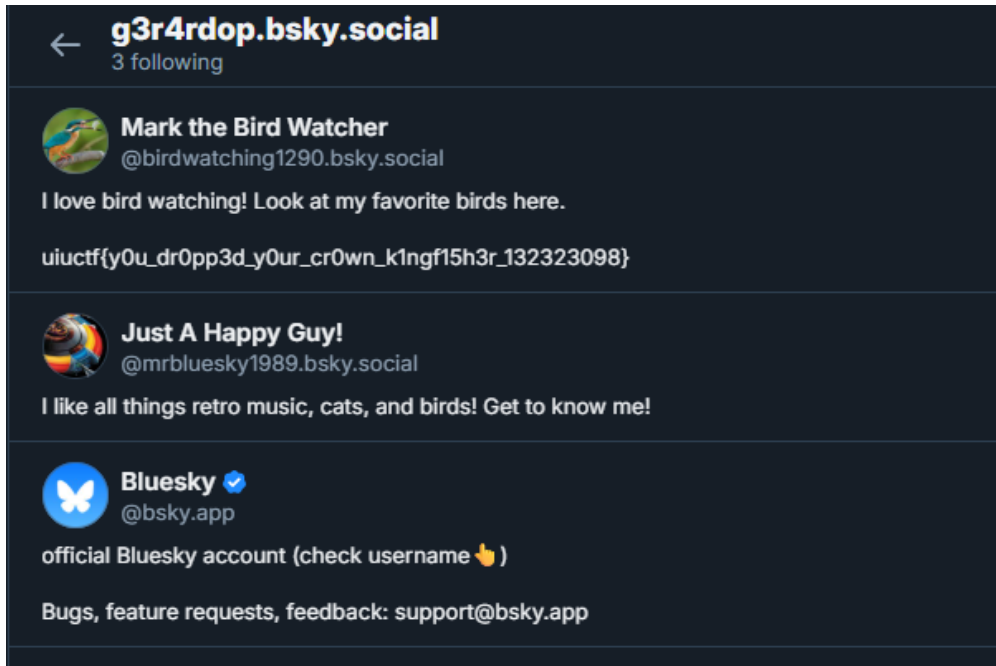 g3r4rdop.bsky.social
3 following
Mark the Bird Watcher
@birdwatching1290.bsky.social
I love bird watching! Look at my favorite birds here.
uiuctf{y0u_dr0pp3d_y0ur_cr0wn_k1ngf15h3r_132323098}
Just A Happy Guy!
@mrbluesky1989.bsky.social
I like all things retro music, cats, and birds! Get to know me!
Bluesky
@bsky.app
official Bluesky account (check username👆)
Bugs, feature requests, feedback: support@bsky.app